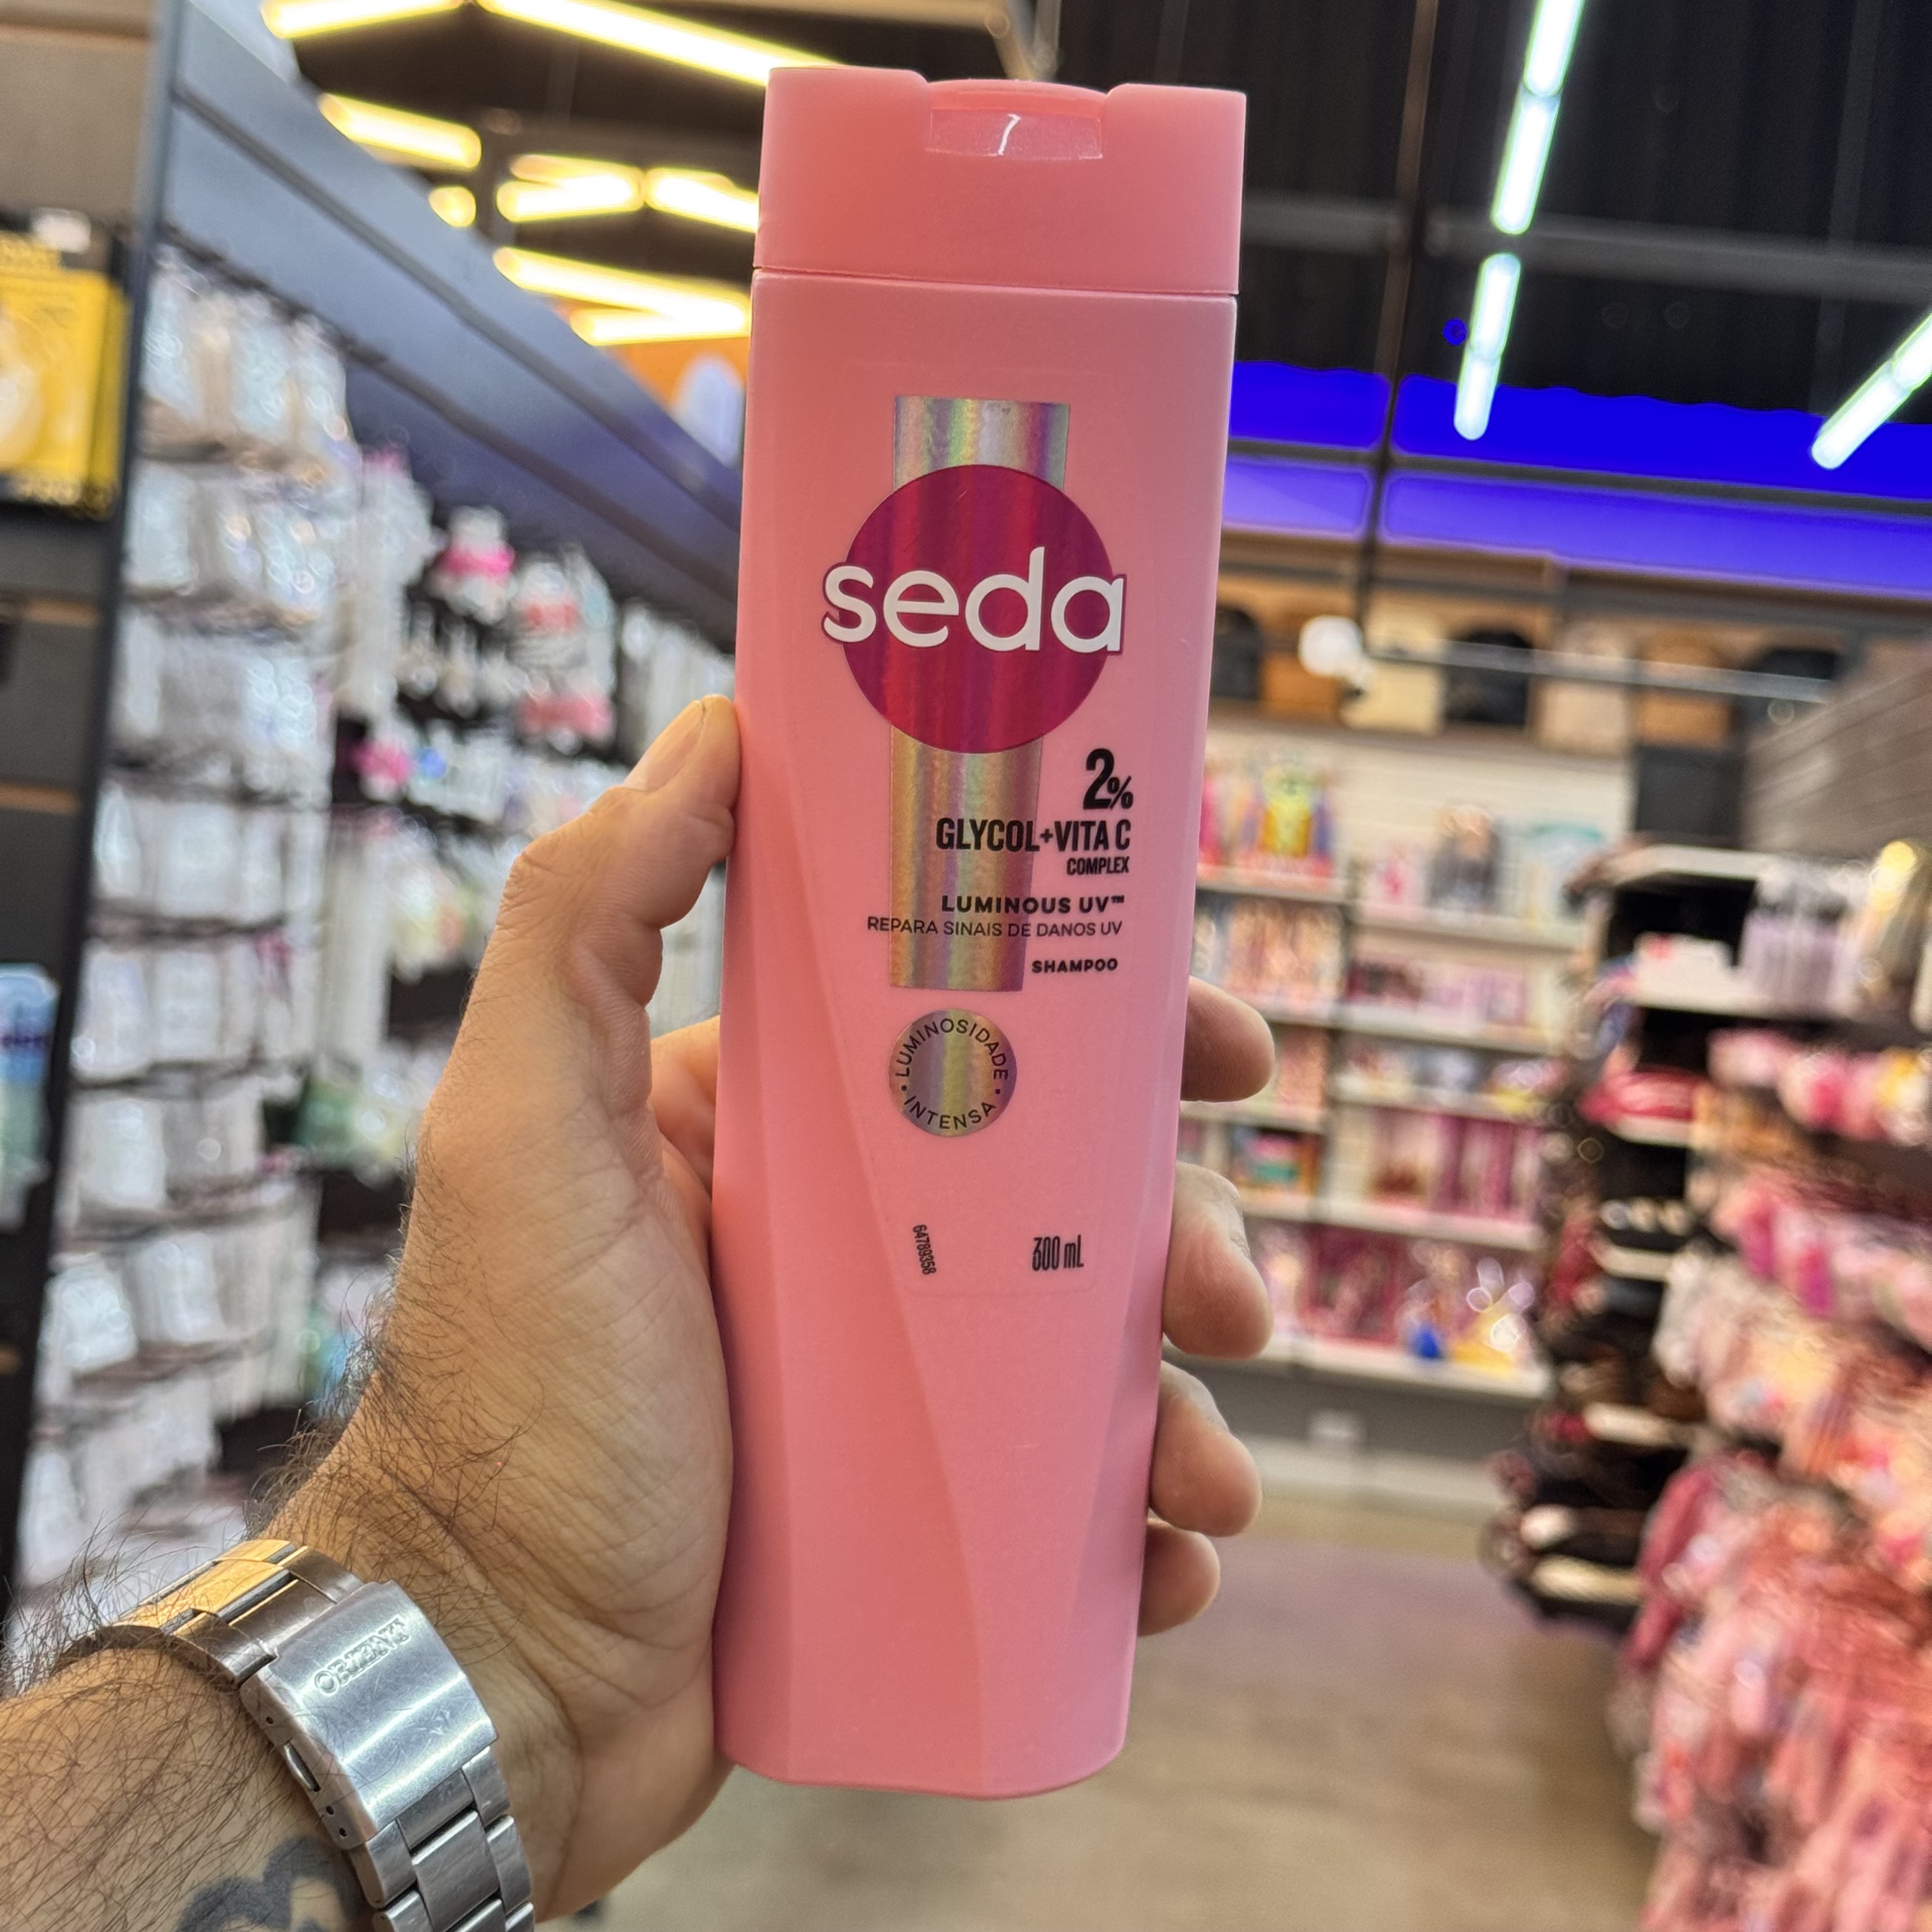 seda
2%
GLYCOL+VITA C
COMPLEX
LUMINOUS UV™
REPARA SINAIS DE DANOS UV
SHAMPOO
• LUMINOSIDADE •
INTENSA
64789358
300 mL
ORIENT